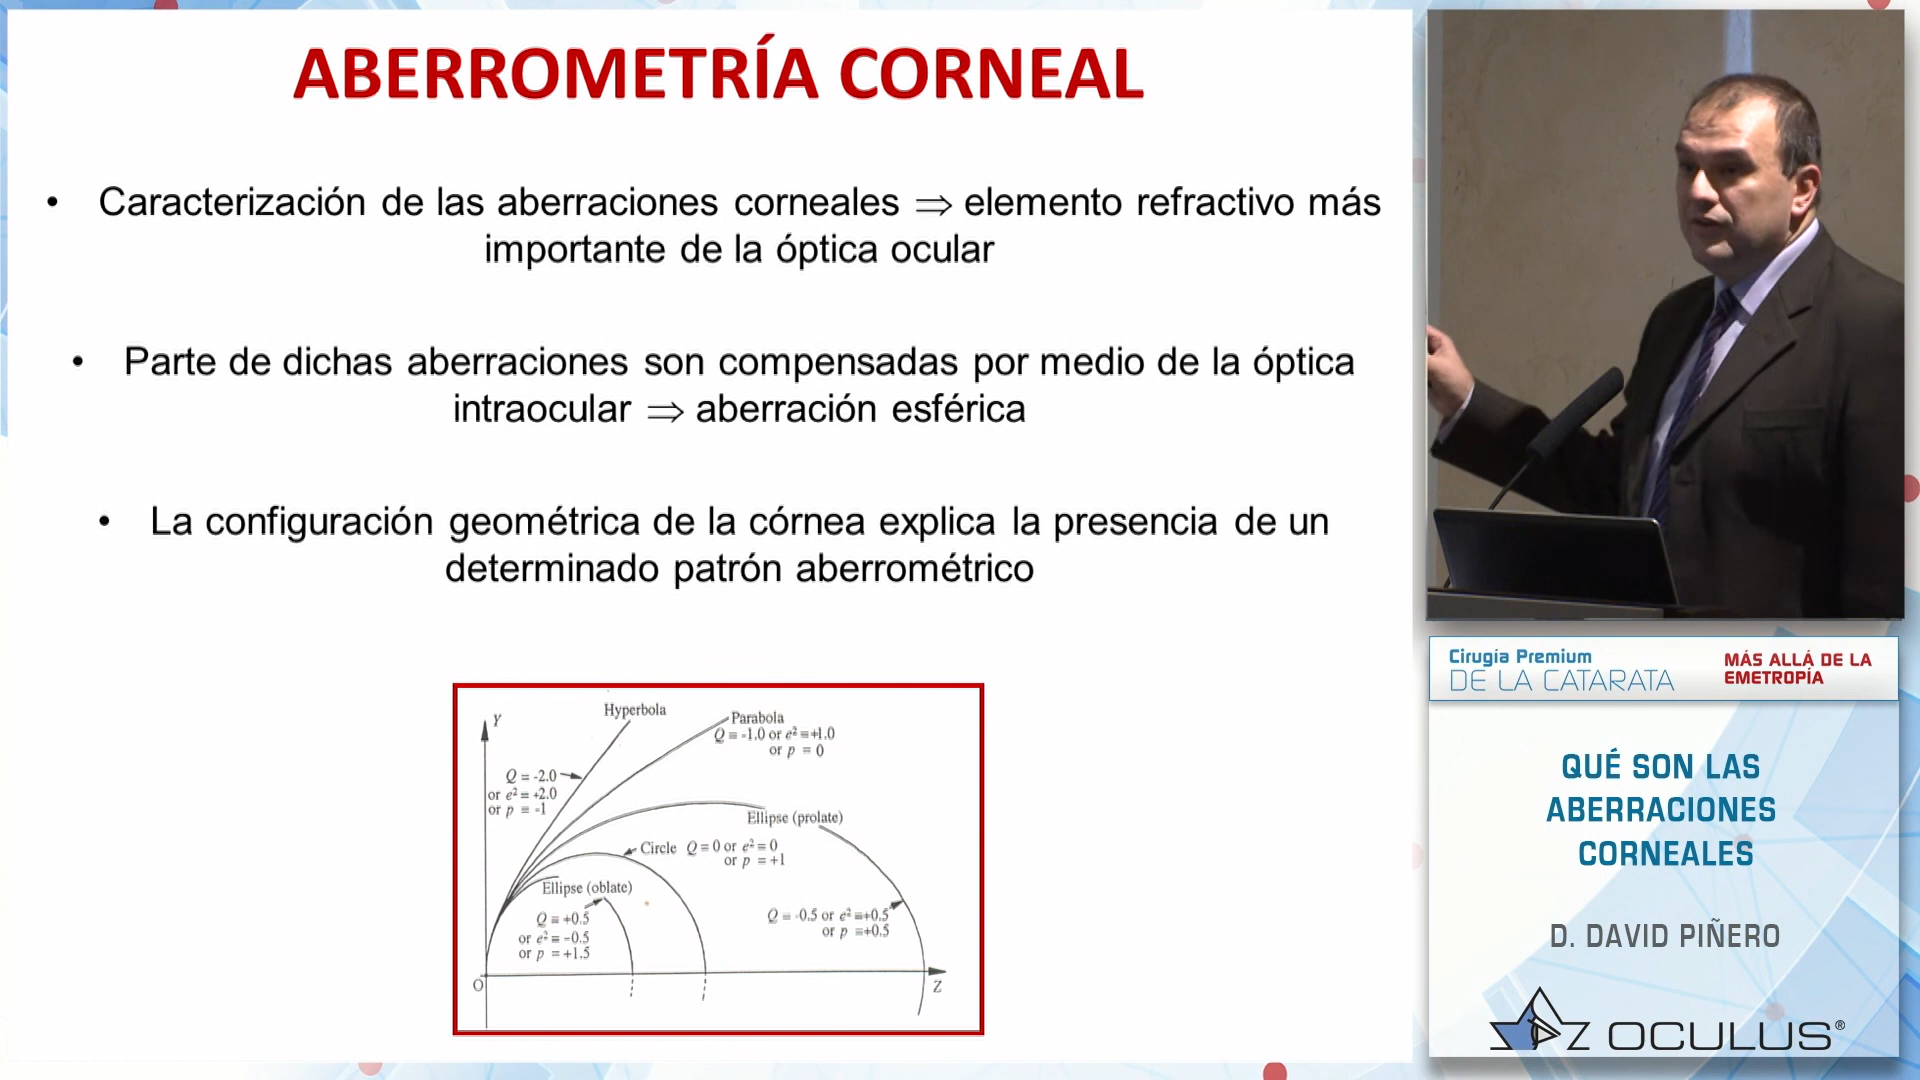 ABERROMETRÍA CORNEAL
• Caracterización de las aberraciones corneales ⇒ elemento refractivo más
importante de la óptica ocular
• Parte de dichas aberraciones son compensadas por medio de la óptica
intraocular ⇒ aberración esférica
• La configuración geométrica de la córnea explica la presencia de un
determinado patrón aberrométrico
Y
Hyperbola
Parabola
Q = -1.0 or e² = +1.0
or p = 0
Q = -2.0
or e² = +2.0
or p = -1
Ellipse (prolate)
Circle Q = 0 or e² = 0
or p = +1
Ellipse (oblate)
Q = +0.5
or e² = -0.5
or p = +1.5
Q = -0.5 or e² = +0.5
or p = +0.5
O
Z
Cirugía Premium
DE LA CATARATA
MÁS ALLÁ DE LA
EMETROPÍA
QUÉ SON LAS
ABERRACIONES
CORNEALES
D. DAVID PIÑERO
OCULUS®